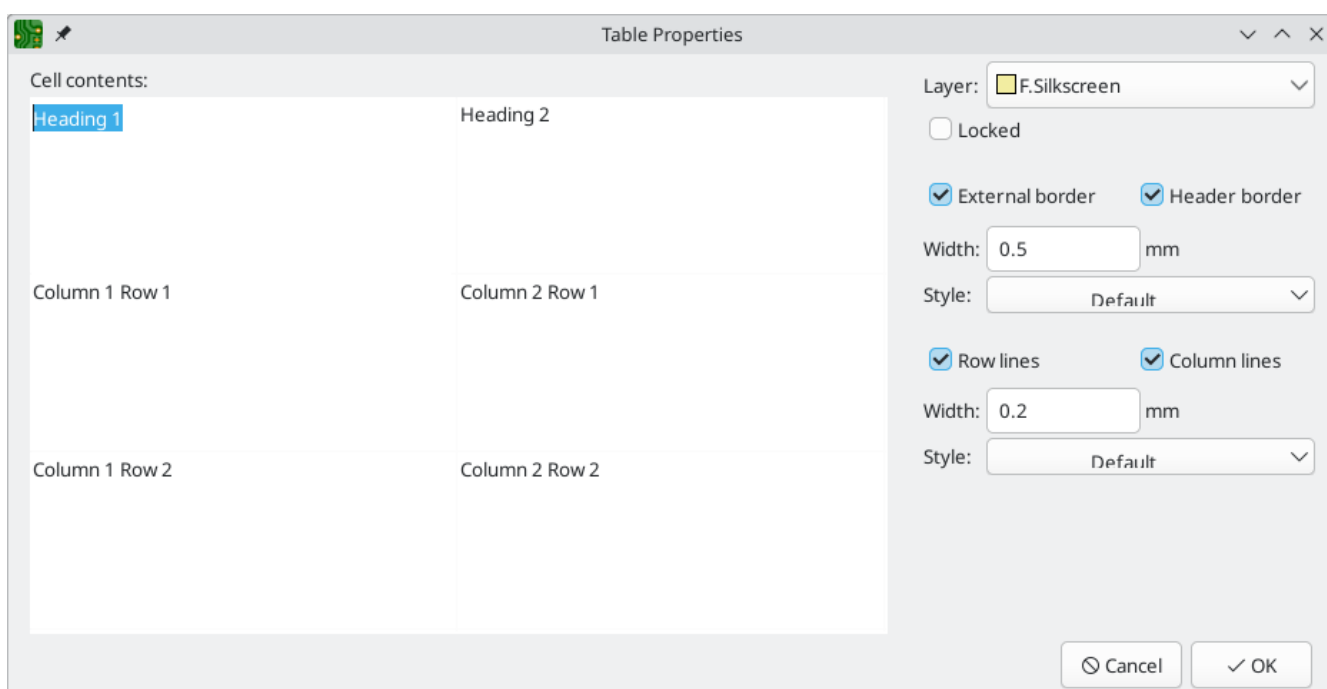 Table Properties
Cell contents:
Heading 1
Heading 2
Column 1 Row 1
Column 2 Row 1
Column 1 Row 2
Column 2 Row 2
Layer: F.Silkscreen
Locked
External border
Header border
Width: 0.5 mm
Style: Default
Row lines
Column lines
Width: 0.2 mm
Style: Default
Cancel
OK